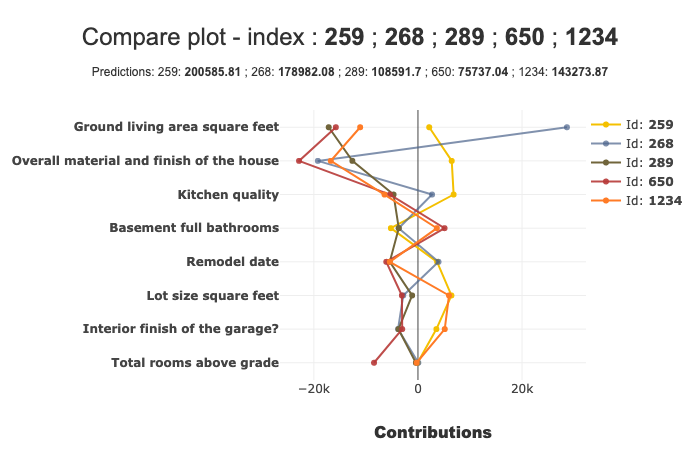 Compare plot - index : 259 ; 268 ; 289 ; 650 ; 1234
Predictions: 259: 200585.81 ; 268: 178982.08 ; 289: 108591.7 ; 650: 75737.04 ; 1234: 143273.87
Ground living area square feet
Overall material and finish of the house
Kitchen quality
Basement full bathrooms
Remodel date
Lot size square feet
Interior finish of the garage?
Total rooms above grade
Id: 259
Id: 268
Id: 289
Id: 650
Id: 1234
−20k 0 20k
Contributions